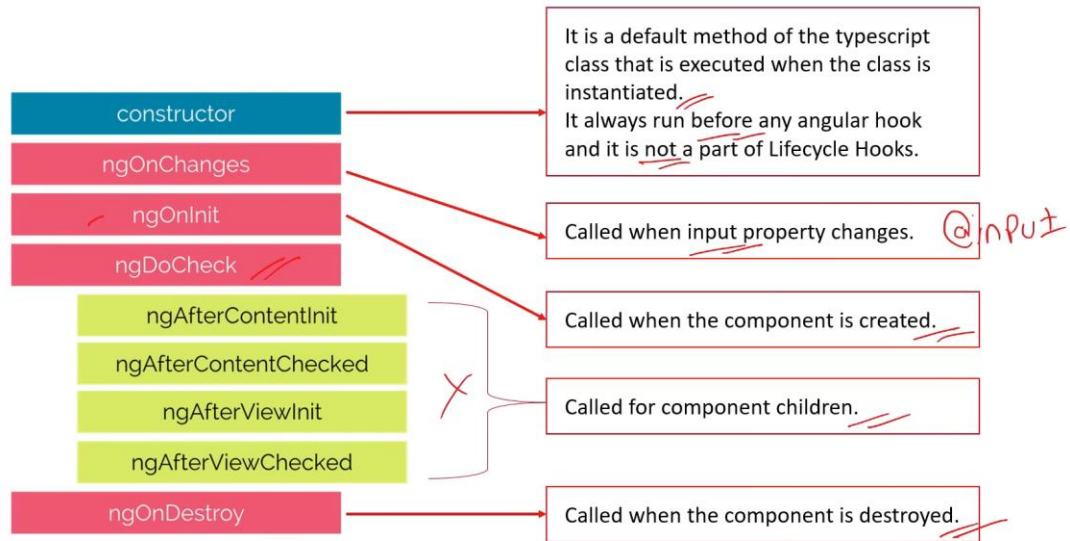 constructor
It is a default method of the typescript
class that is executed when the class is
instantiated.
It always run before any angular hook
and it is not a part of Lifecycle Hooks.
ngOnChanges
ngOnInit
Called when input property changes. @input
ngDoCheck
ngAfterContentInit
Called when the component is created.
ngAfterContentChecked
X
ngAfterViewInit
Called for component children.
ngAfterViewChecked
ngOnDestroy
Called when the component is destroyed.